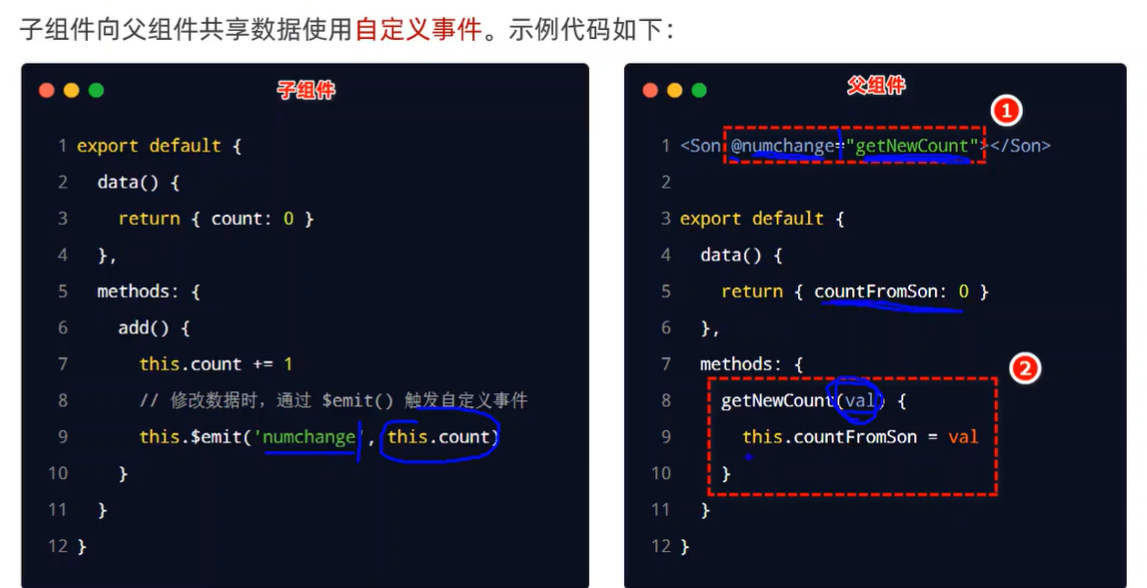 子组件向父组件共享数据使用自定义事件。示例代码如下：
子组件
1 export default {
2 data() {
3 return { count: 0 }
4 },
5 methods: {
6 add() {
7 this.count += 1
8 // 修改数据时，通过 $emit() 触发自定义事件
9 this.$emit('numchange', this.count)
10 }
11 }
12 }
父组件
1
1 <Son @numchange="getNewCount"></Son>
2
3 export default {
4 data() {
5 return { countFromSon: 0 }
6 },
7 methods: {
2
8 getNewCount(val) {
9 this.countFromSon = val
10 }
11 }
12 }